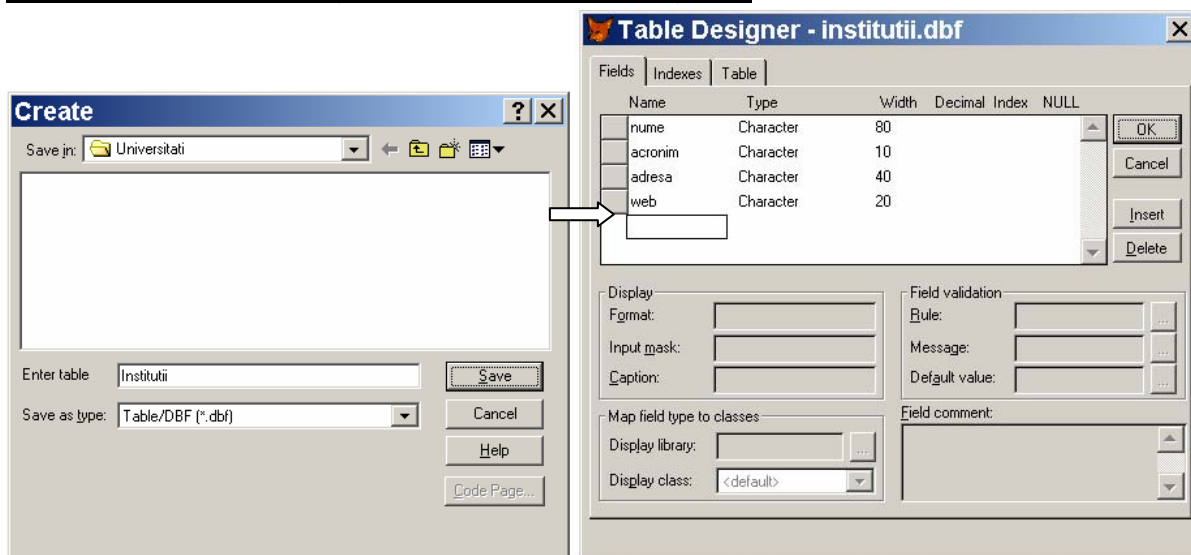 Create
Save in: Universitati
Enter table Institutii
Save
Save as type: Table/DBF (*.dbf)
Cancel
Help
Code Page...
Table Designer - institutii.dbf
Fields Indexes Table
Name Type Width Decimal Index NULL
nume Character 80
acronim Character 10
adresa Character 40
web Character 20
OK
Cancel
Insert
Delete
Display
Format:
Input mask:
Caption:
Field validation
Rule:
Message:
Default value:
Map field type to classes
Display library:
Display class: <default>
Field comment: